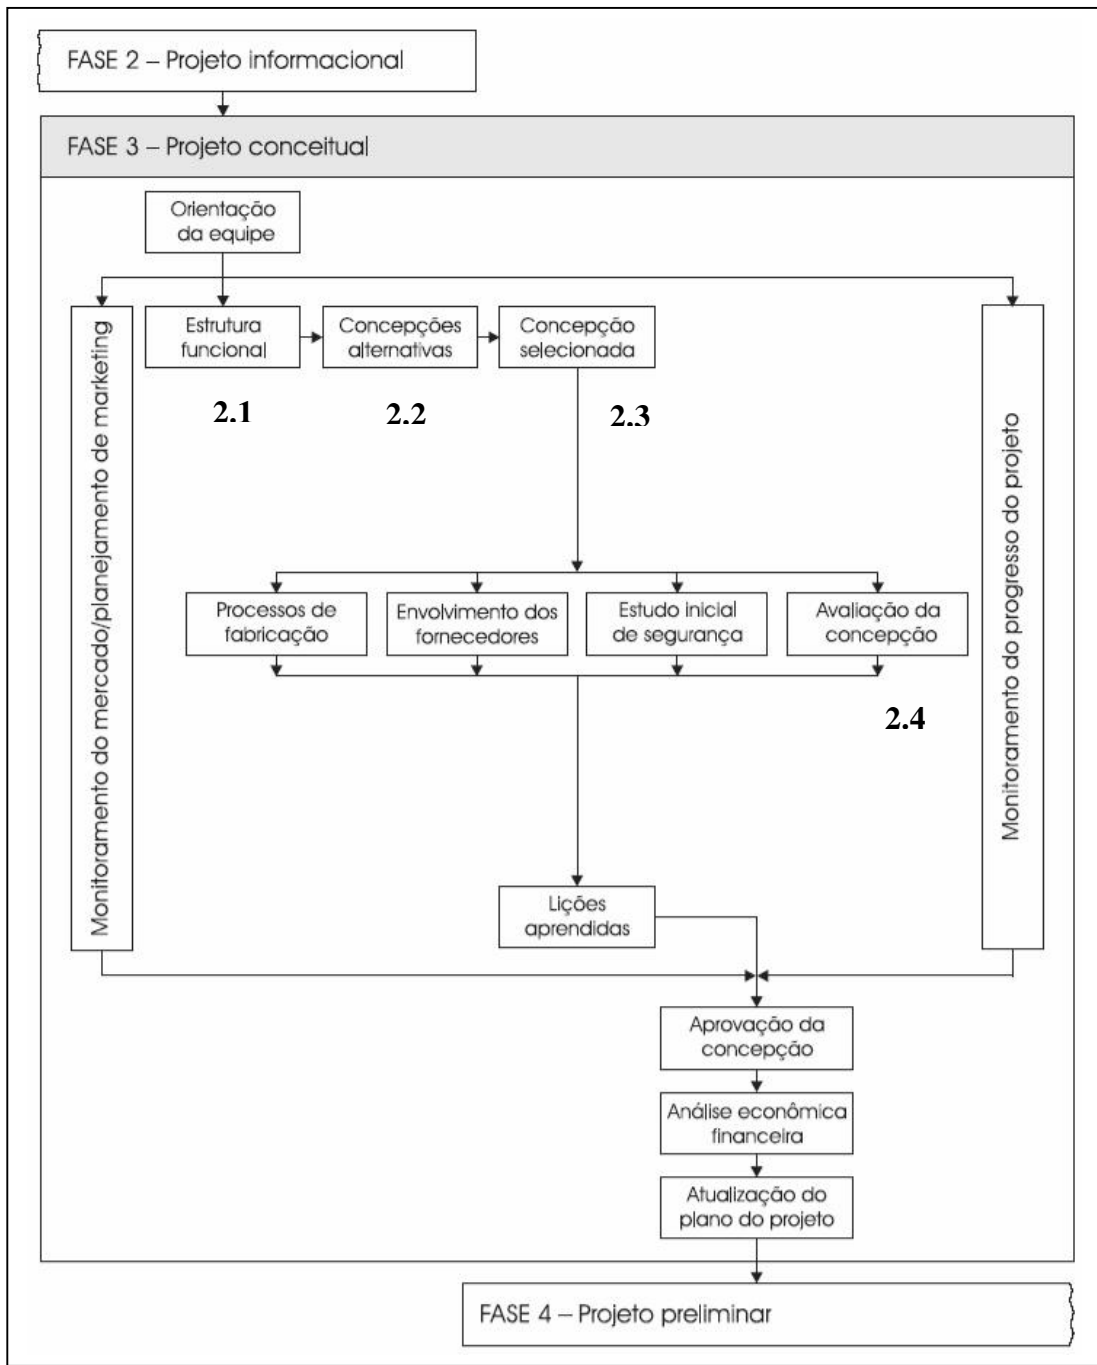 FASE 2 – Projeto informacional
FASE 3 – Projeto conceitual
Orientação
da equipe
Monitoramento do mercado/planejamento de marketing
Estrutura
funcional
Concepções
alternativas
Concepção
selecionada
Monitoramento do progresso do projeto
2.1
2.2
2.3
Processos de
fabricação
Envolvimento dos
fornecedores
Estudo inicial
de segurança
Avaliação da
concepção
2.4
Lições
aprendidas
Aprovação da
concepção
Análise econômica
financeira
Atualização do
plano do projeto
FASE 4 – Projeto preliminar